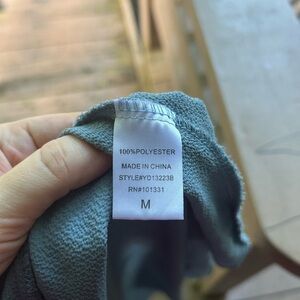 100%POLYESTER
MADE IN CHINA
STYLE#YD13223B
RN#101331
M